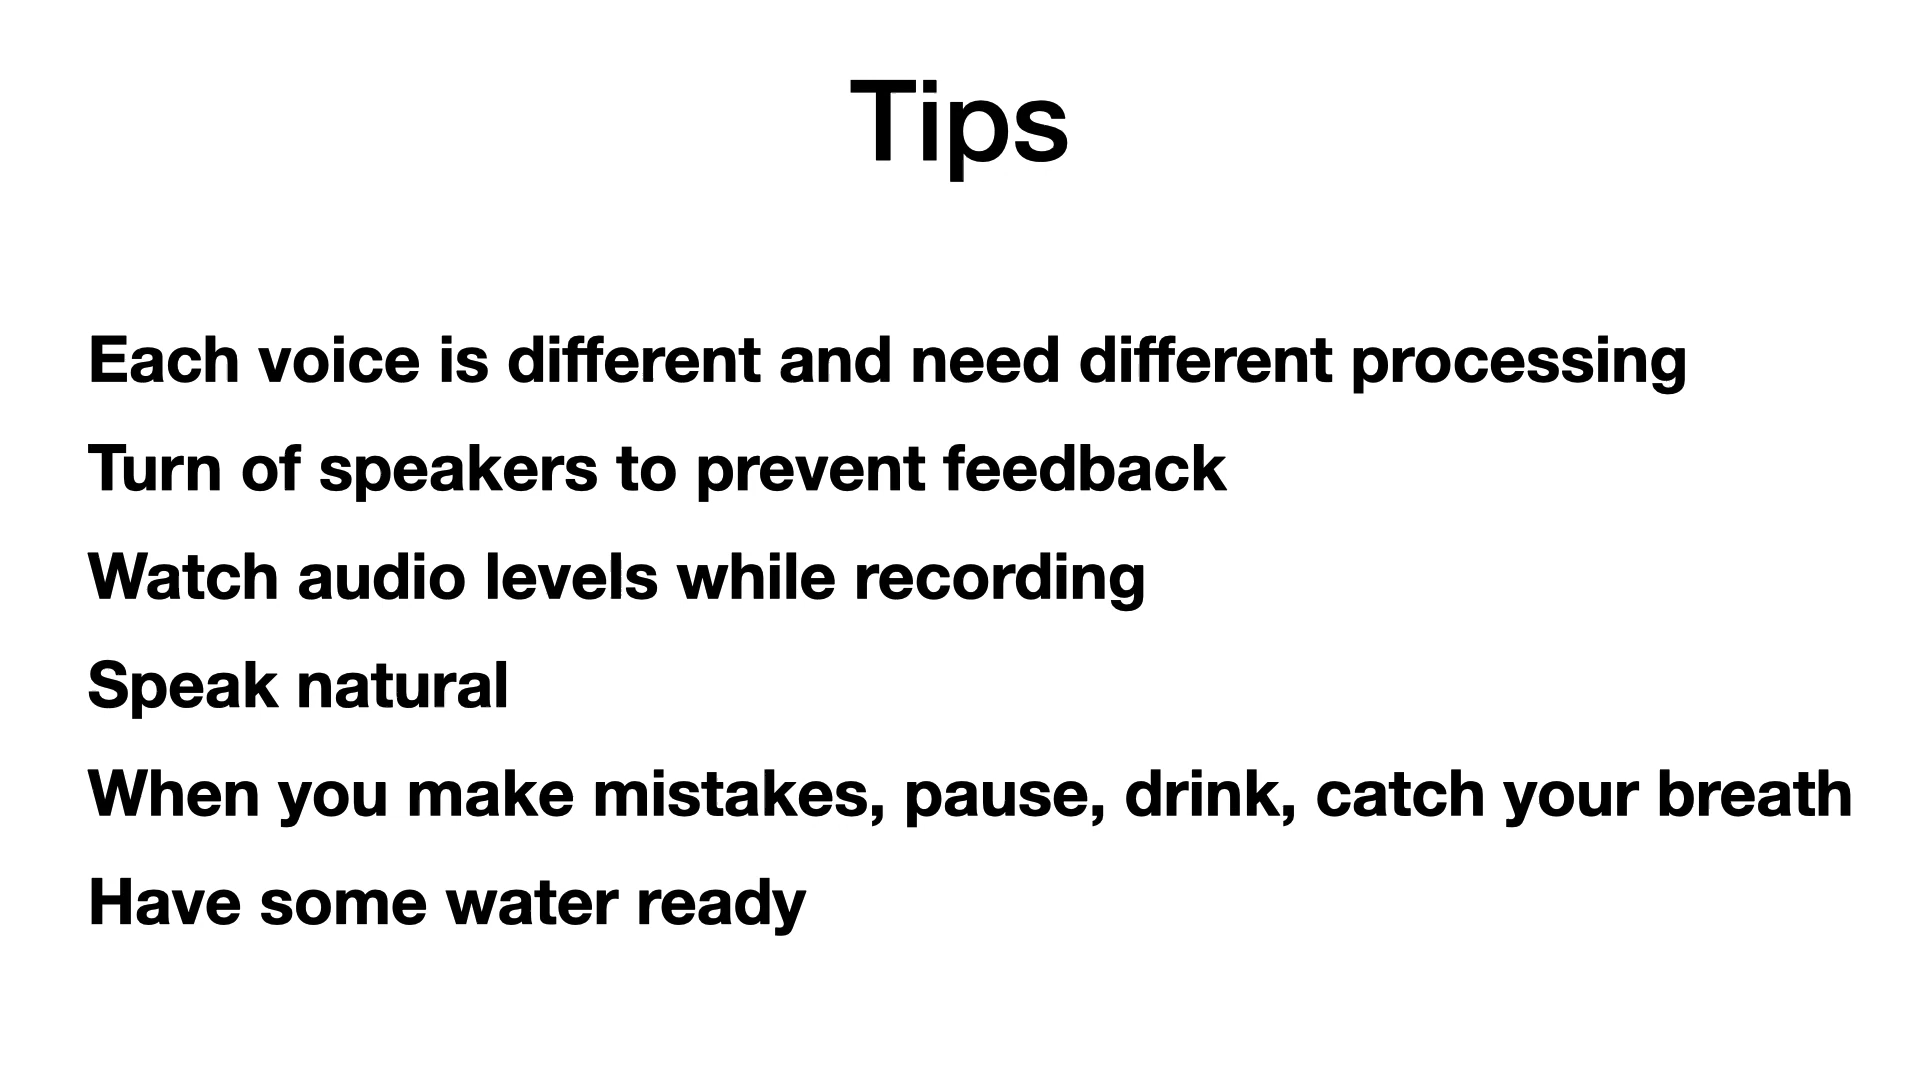 Tips
Each voice is different and need different processing
Turn of speakers to prevent feedback
Watch audio levels while recording
Speak natural
When you make mistakes, pause, drink, catch your breath
Have some water ready